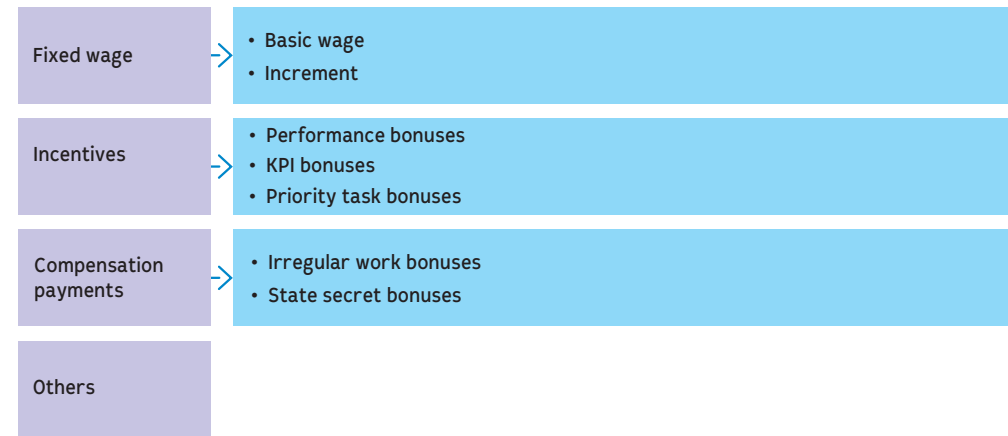 Fixed wage
• Basic wage
• Increment
Incentives
• Performance bonuses
• KPI bonuses
• Priority task bonuses
Compensation
payments
• Irregular work bonuses
• State secret bonuses
Others